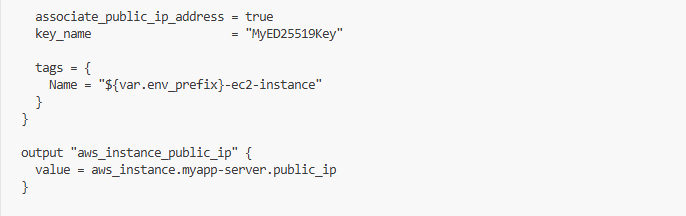 associate_public_ip_address = true
key_name                    = "MyED25519Key"
tags = {
Name = "${var.env_prefix}-ec2-instance"
}
}
output "aws_instance_public_ip" {
value = aws_instance.myapp-server.public_ip
}